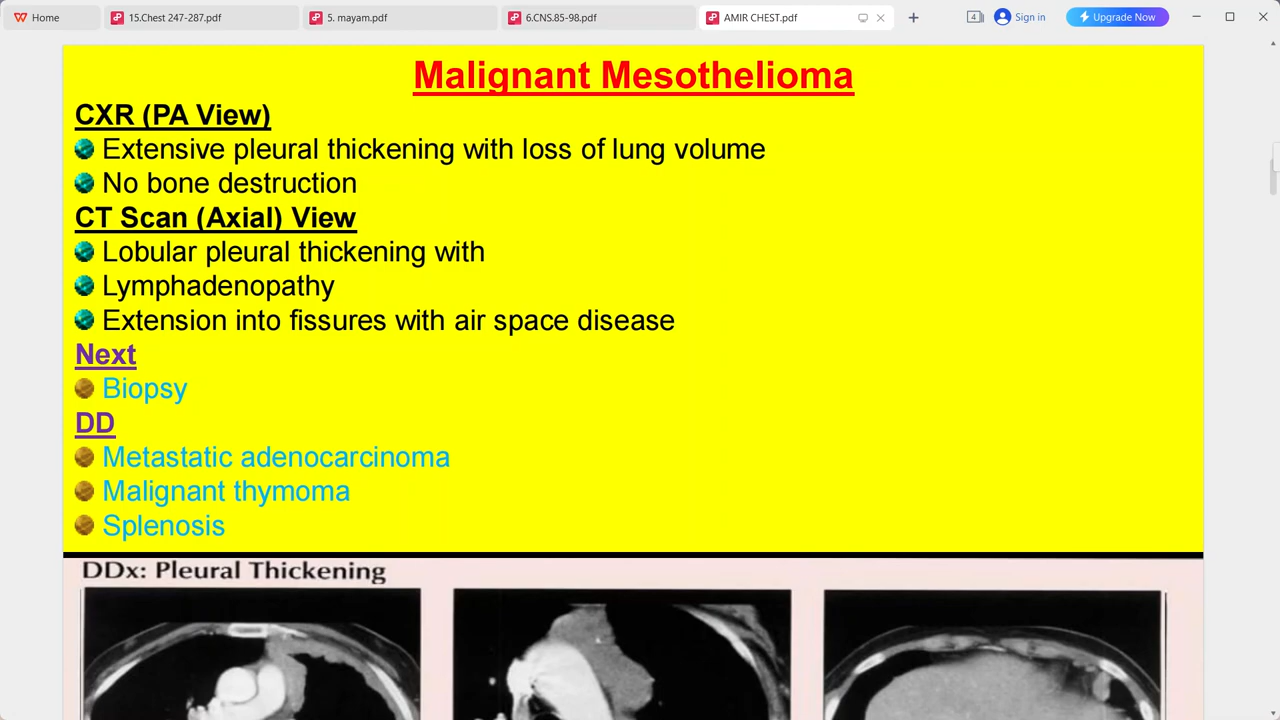 Home
15.Chest 247-287.pdf
5. mayam.pdf
6.CNS.85-98.pdf
AMIR CHEST.pdf
4
Sign in
Upgrade Now
Malignant Mesothelioma
CXR (PA View)
Extensive pleural thickening with loss of lung volume
No bone destruction
CT Scan (Axial) View
Lobular pleural thickening with
Lymphadenopathy
Extension into fissures with air space disease
Next
Biopsy
DD
Metastatic adenocarcinoma
Malignant thymoma
Splenosis
DDx: Pleural Thickening